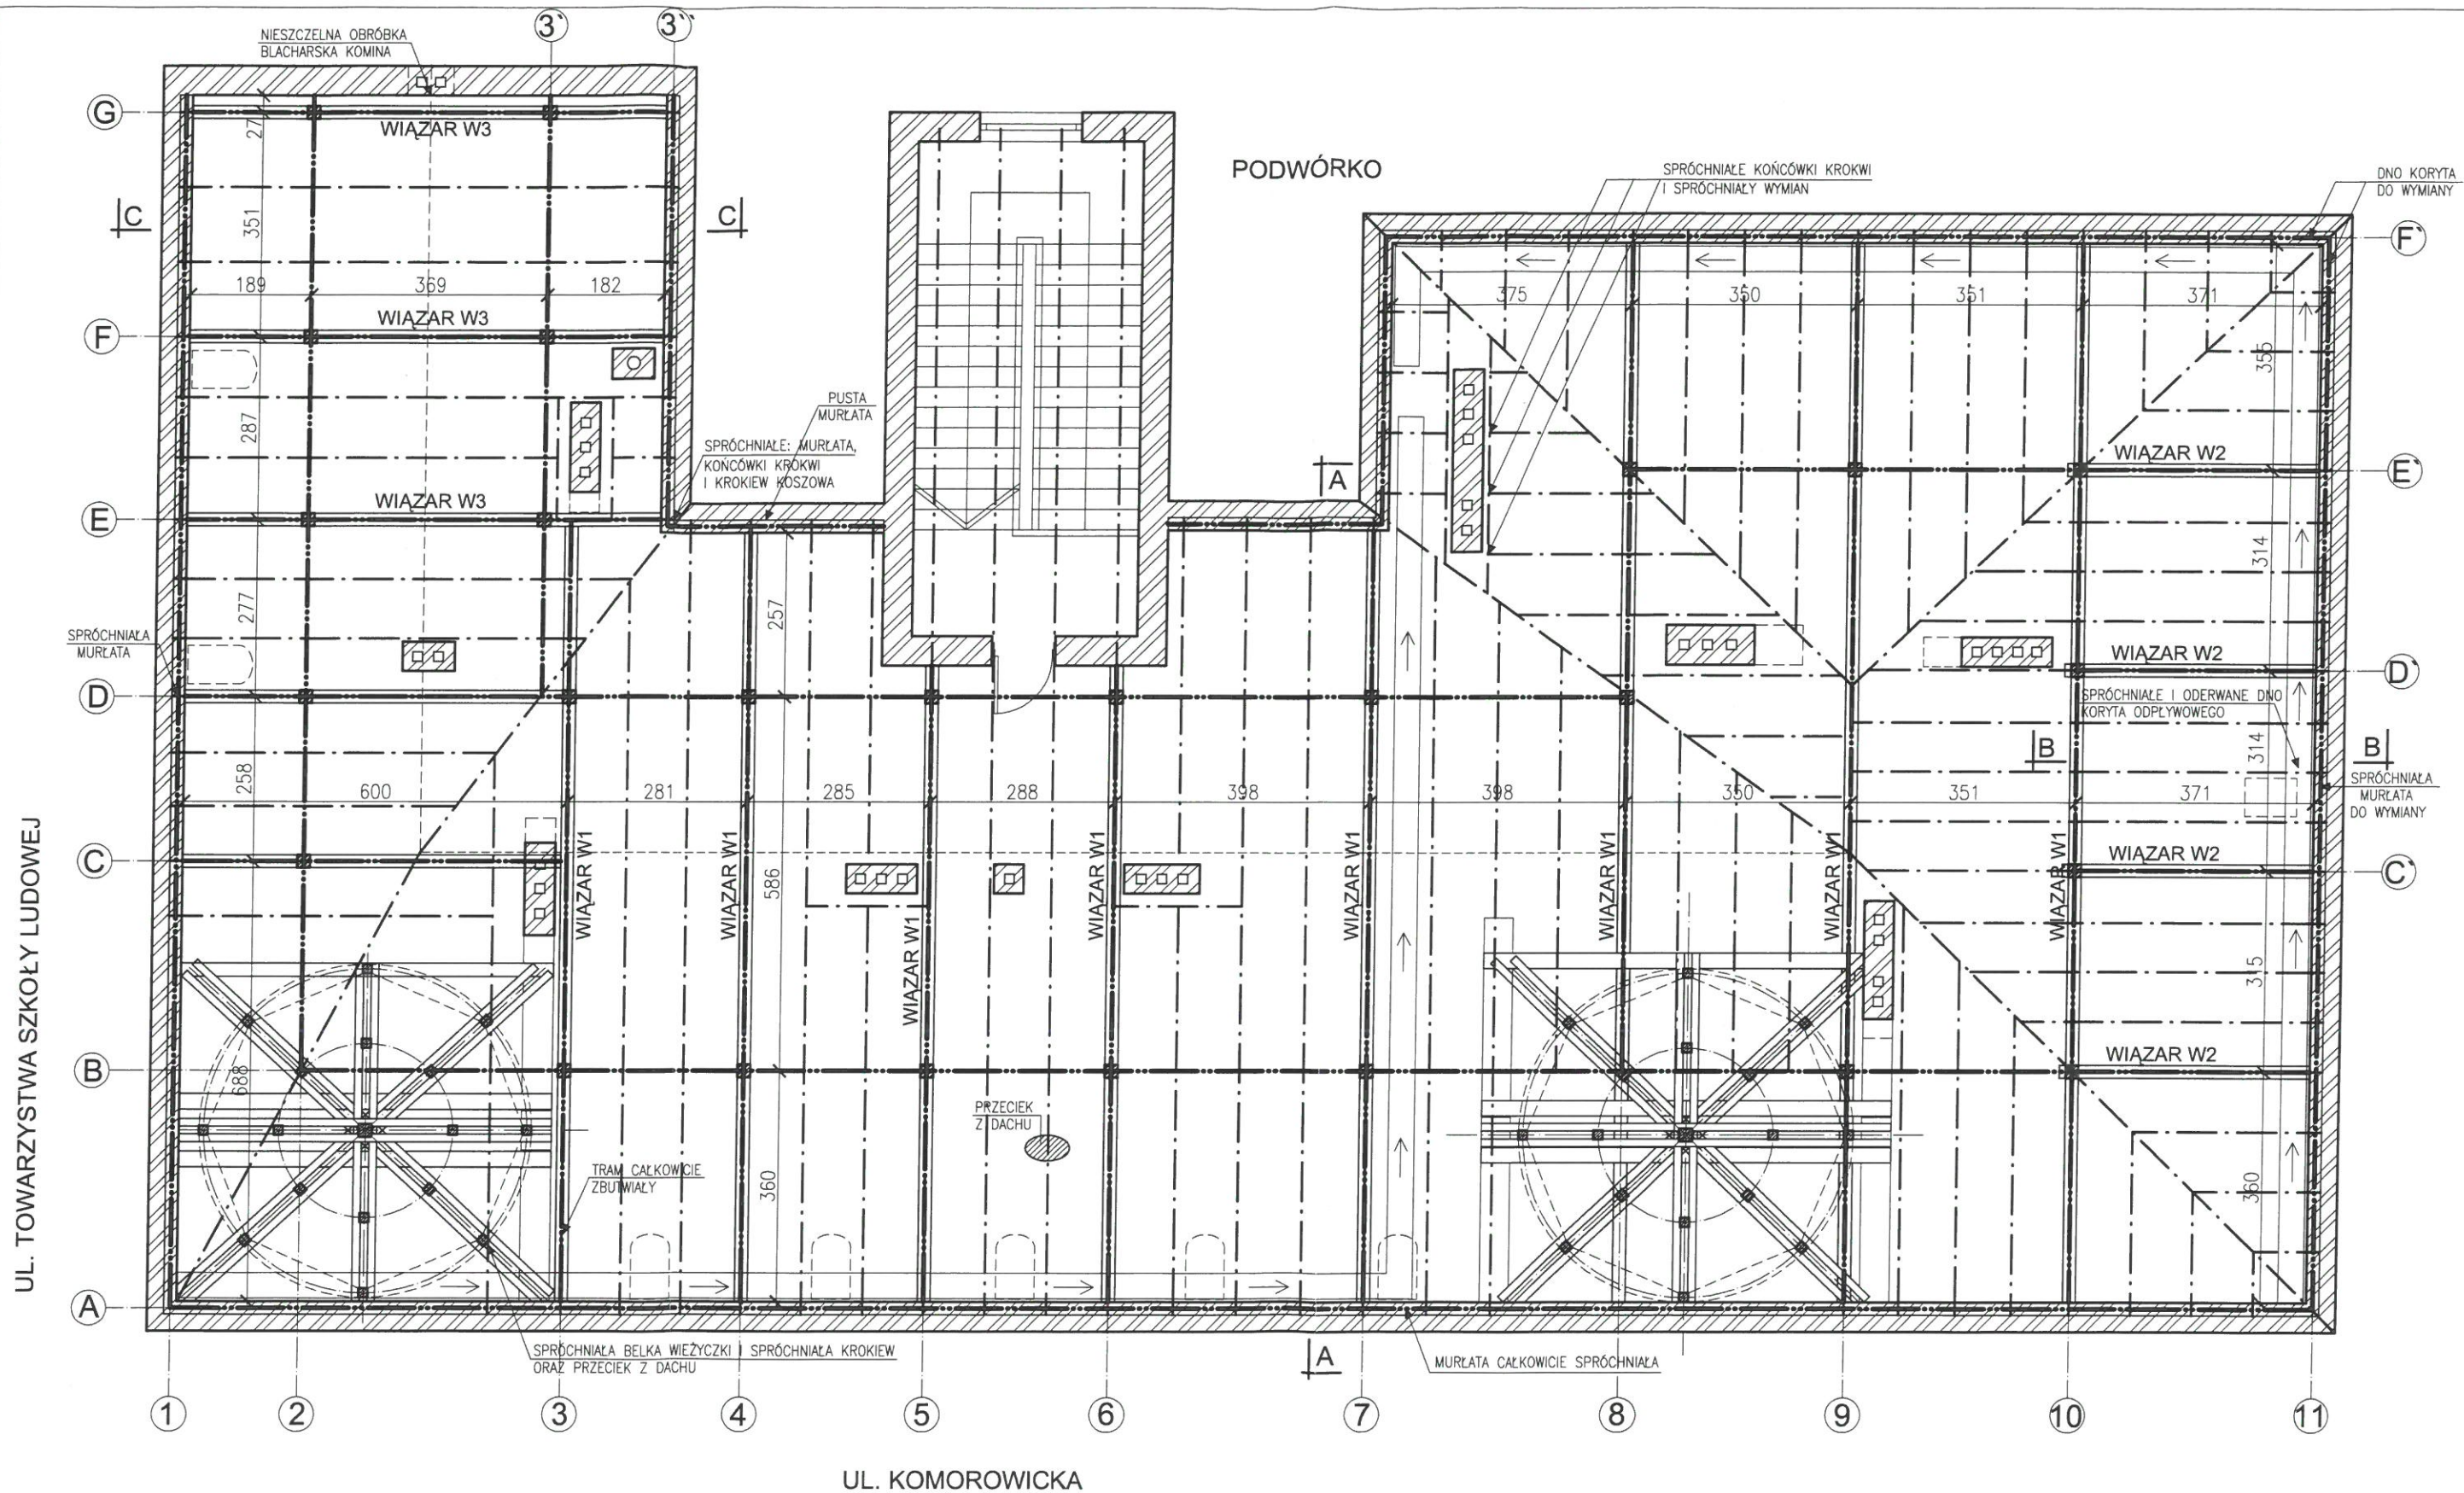 3` 3``
NIESZCZELNA OBRÓBKA
BLACHARSKA KOMINA
G
27
WIĄZAR W3
PODWÓRKO
SPRÓCHNIAŁE KOŃCÓWKI KROKWI
I SPRÓCHNIAŁY WYMIAN
DNO KORYTA
DO WYMIANY
C C
351
F`
189 369 182
375 350 351 371
F
WIĄZAR W3
355
PUSTA
MURŁATA
287
SPRÓCHNIAŁE: MURŁATA,
KOŃCÓWKI KROKWI
I KROKIEW KOSZOWA
A
WIĄZAR W2
E`
E
WIĄZAR W3
314
277
257
SPRÓCHNIAŁA
MURŁATA
WIĄZAR W2
D`
D
SPRÓCHNIAŁE I ODERWANE DNO
KORYTA ODPŁYWOWEGO
314
B B
258
SPRÓCHNIAŁA
MURŁATA
DO WYMIANY
600 281 285 288 398 398 350 351 371
UL. TOWARZYSTWA SZKOŁY LUDOWEJ
C
WIĄZAR W2
C`
586
WIĄZAR W1
WIĄZAR W1
WIĄZAR W1
WIĄZAR W1
WIĄZAR W1
WIĄZAR W1
WIĄZAR W1
WIĄZAR W1
315
B
688
WIĄZAR W2
PRZECIEK
Z DACHU
TRAM CAŁKOWICIE
ZBUTWIAŁY
360
360
A
SPRÓCHNIAŁA BELKA WIEŻYCZKI I SPRÓCHNIAŁA KROKIEW
ORAZ PRZECIEK Z DACHU
A
MURŁATA CAŁKOWICIE SPRÓCHNIAŁA
1 2 3 4 5 6 7 8 9 10 11
UL. KOMOROWICKA